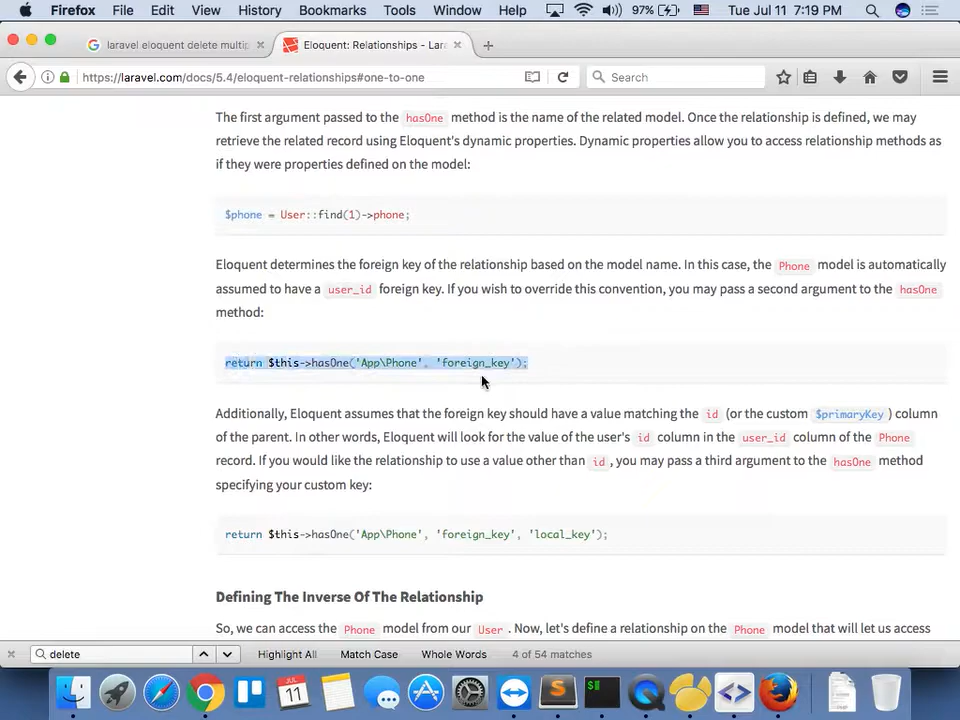 Firefox File Edit View History Bookmarks Tools Window Help 97% Tue Jul 11 7:19 PM
laravel eloquent delete multip
Eloquent: Relationships - Lara
https://laravel.com/docs/5.4/eloquent-relationships#one-to-one
Search
The first argument passed to the hasOne method is the name of the related model. Once the relationship is defined, we may
retrieve the related record using Eloquent's dynamic properties. Dynamic properties allow you to access relationship methods as
if they were properties defined on the model:
$phone = User::find(1)->phone;
Eloquent determines the foreign key of the relationship based on the model name. In this case, the Phone model is automatically
assumed to have a user_id foreign key. If you wish to override this convention, you may pass a second argument to the hasOne
method:
return $this->hasOne('App\Phone', 'foreign_key');
Additionally, Eloquent assumes that the foreign key should have a value matching the id (or the custom $primaryKey ) column
of the parent. In other words, Eloquent will look for the value of the user's id column in the user_id column of the Phone
record. If you would like the relationship to use a value other than id , you may pass a third argument to the hasOne method
specifying your custom key:
return $this->hasOne('App\Phone', 'foreign_key', 'local_key');
Defining The Inverse Of The Relationship
So, we can access the Phone model from our User . Now, let's define a relationship on the Phone model that will let us access
delete Highlight All Match Case Whole Words 4 of 54 matches
11